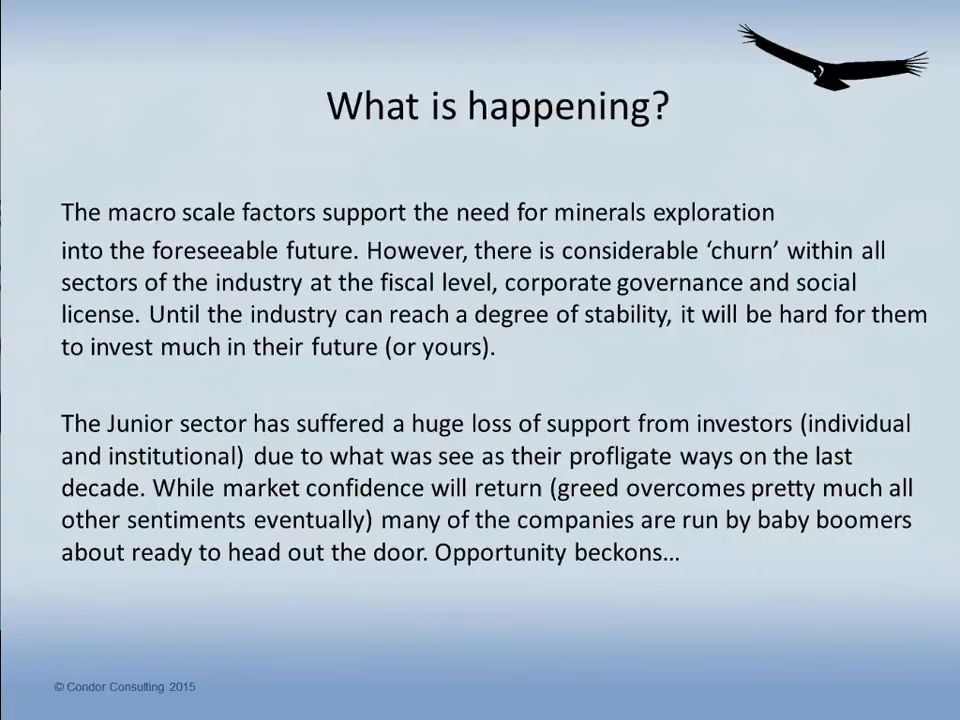 What is happening?
The macro scale factors support the need for minerals exploration
into the foreseeable future. However, there is considerable ‘churn’ within all
sectors of the industry at the fiscal level, corporate governance and social
license. Until the industry can reach a degree of stability, it will be hard for them
to invest much in their future (or yours).
The Junior sector has suffered a huge loss of support from investors (individual
and institutional) due to what was see as their profligate ways on the last
decade. While market confidence will return (greed overcomes pretty much all
other sentiments eventually) many of the companies are run by baby boomers
about ready to head out the door. Opportunity beckons…
© Condor Consulting 2015